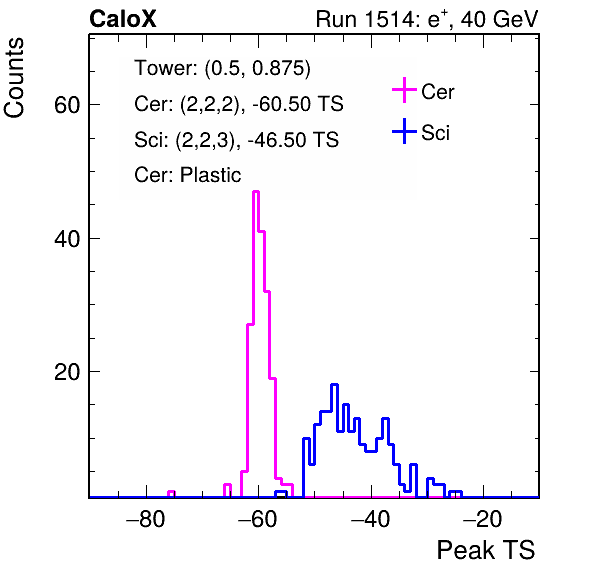 CaloX Run 1514: e⁺, 40 GeV
Counts
Tower: (0.5, 0.875)
Cer: (2,2,2), -60.50 TS
Sci: (2,2,3), -46.50 TS
Cer: Plastic
Cer
Sci
60
40
20
−80 −60 −40 −20
Peak TS